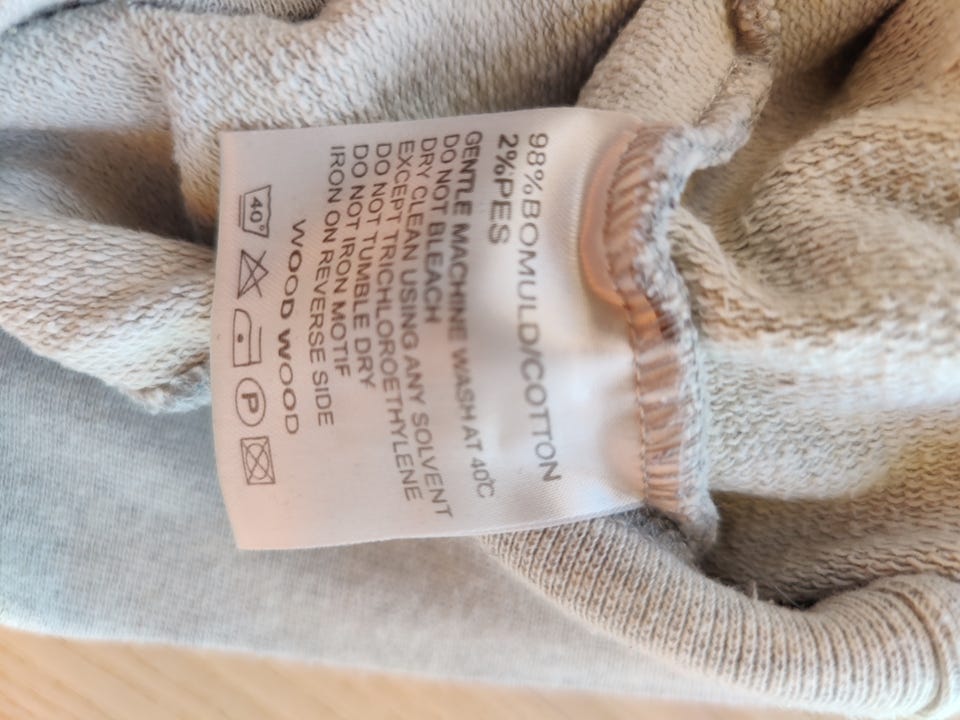 98%BOMULD/COTTON
2%PES
GENTLE MACHINE WASH AT 40℃
DO NOT BLEACH
DRY CLEAN USING ANY SOLVENT
EXCEPT TRICHLOROETHYLENE
DO NOT TUMBLE DRY
DO NOT IRON MOTIF
IRON ON REVERSE SIDE
WOOD WOOD
40° P